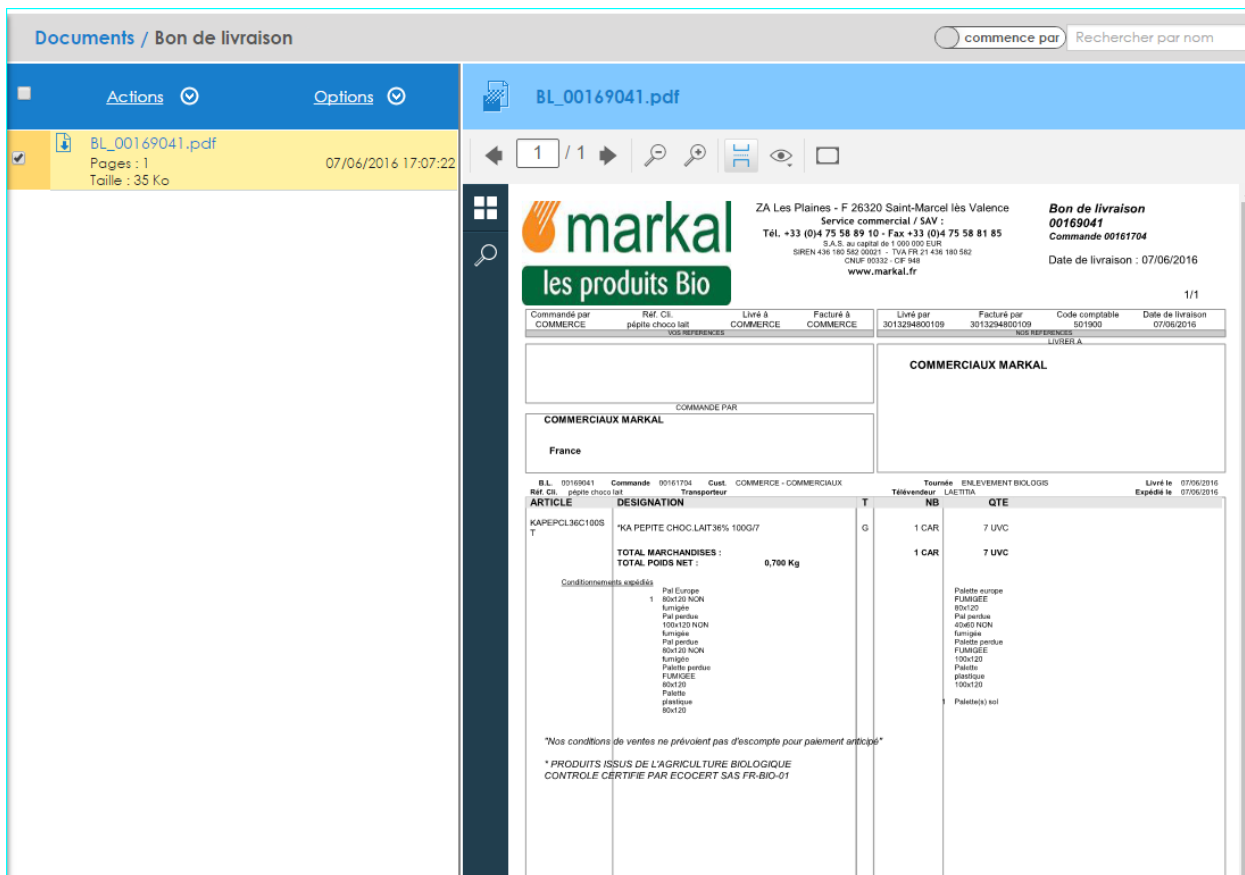 Documents / Bon de livraison
commence par
Rechercher par nom
Actions
Options
BL_00169041.pdf
BL_00169041.pdf
Pages : 1
07/06/2016 17:07:22
Taille : 35 Ko
1 / 1
markal
les produits Bio
ZA Les Plaines - F 26320 Saint-Marcel lès Valence
Service commercial / SAV :
Tél. +33 (0)4 75 58 89 10 - Fax +33 (0)4 75 58 81 85
S.A.S. au capital de 1 000 000 EUR
SIREN 436 180 582 00021 - TVA FR 21 436 180 582
CNUF 00332 - CIF 948
www.markal.fr
Bon de livraison
00169041
Commande 00161704
Date de livraison : 07/06/2016
1/1
Commandé par Réf. Cli. Livré à Facturé à
COMMERCE pépite choco lait COMMERCE COMMERCE
VOS REFERENCES
Livré par Facturé par Code comptable Date de livraison
3013294800109 3013294800109 501900 07/06/2016
NOS REFERENCES
LIVRER A
COMMERCIAUX MARKAL
COMMANDE PAR
COMMERCIAUX MARKAL
France
B.L. 00169041 Commande 00161704 Cust. COMMERCE - COMMERCIAUX Tournée ENLEVEMENT BIOLOGIS Livré le 07/06/2016
Réf. Cli. pépite choco lait Transporteur Télévendeur LAETITIA Expédié le 07/06/2016
ARTICLE DESIGNATION T NB QTE
KAPEPCL36C100S
T
*KA PEPITE CHOC.LAIT36% 100G/7 G 1 CAR 7 UVC
TOTAL MARCHANDISES : 1 CAR 7 UVC
TOTAL POIDS NET : 0,700 Kg
Conditionnements expédiés
Pal Europe
1 80x120 NON
fumigée
Pal perdue
100x120 NON
fumigée
Pal perdue
80x120 NON
fumigée
Palette perdue
FUMIGEE
80x120
Palette
plastique
80x120
Palette europe
FUMIGEE
80x120
Pal perdue
40x60 NON
fumigée
Palette perdue
FUMIGEE
100x120
Palette
plastique
100x120
1 Palette(s) sol
"Nos conditions de ventes ne prévoient pas d'escompte pour paiement anticipé"
* PRODUITS ISSUS DE L'AGRICULTURE BIOLOGIQUE
CONTROLE CERTIFIE PAR ECOCERT SAS FR-BIO-01